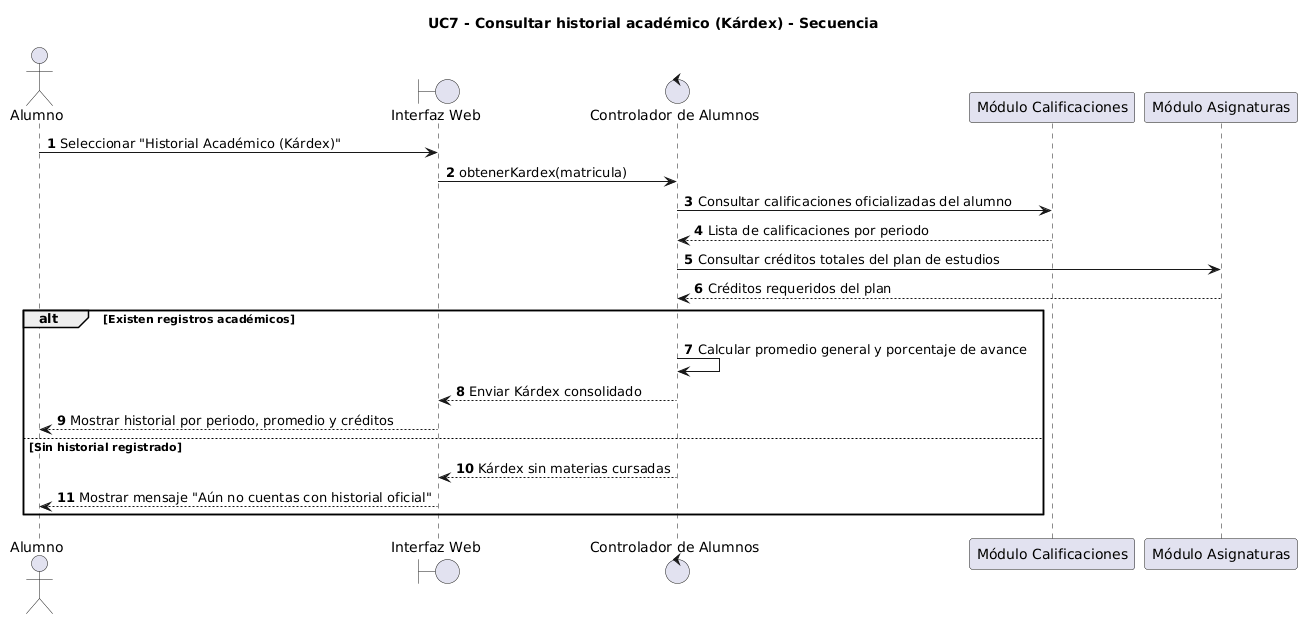 UC7 - Consultar historial académico (Kárdex) - Secuencia
Alumno
Interfaz Web
Controlador de Alumnos
Módulo Calificaciones
Módulo Asignaturas
1 Seleccionar "Historial Académico (Kárdex)"
2 obtenerKardex(matricula)
3 Consultar calificaciones oficializadas del alumno
4 Lista de calificaciones por periodo
5 Consultar créditos totales del plan de estudios
6 Créditos requeridos del plan
alt [Existen registros académicos]
7 Calcular promedio general y porcentaje de avance
8 Enviar Kárdex consolidado
9 Mostrar historial por periodo, promedio y créditos
[Sin historial registrado]
10 Kárdex sin materias cursadas
11 Mostrar mensaje "Aún no cuentas con historial oficial"
Alumno
Interfaz Web
Controlador de Alumnos
Módulo Calificaciones
Módulo Asignaturas